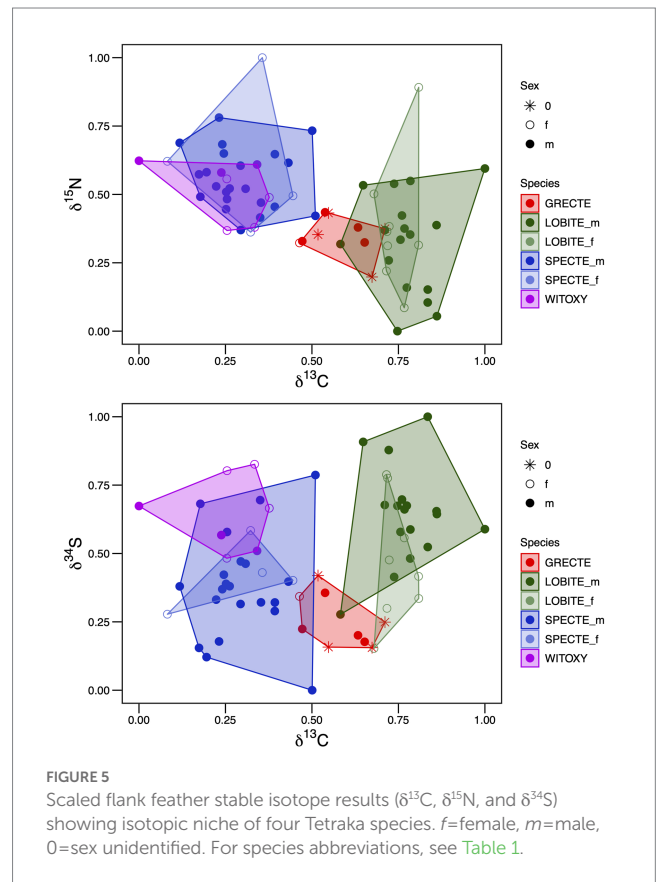 1.00
0.75
0.50
0.25
0.00
δ¹⁵N
0.00 0.25 0.50 0.75 1.00
δ¹³C
Sex
0
f
m
Species
GRECTE
LOBITE_m
LOBITE_f
SPECTE_m
SPECTE_f
WITOXY
1.00
0.75
0.50
0.25
0.00
δ³⁴S
0.00 0.25 0.50 0.75 1.00
δ¹³C
Sex
0
f
m
Species
GRECTE
LOBITE_m
LOBITE_f
SPECTE_m
SPECTE_f
WITOXY
FIGURE 5
Scaled flank feather stable isotope results (δ¹³C, δ¹⁵N, and δ³⁴S)
showing isotopic niche of four Tetraka species. f=female, m=male,
0=sex unidentified. For species abbreviations, see Table 1.